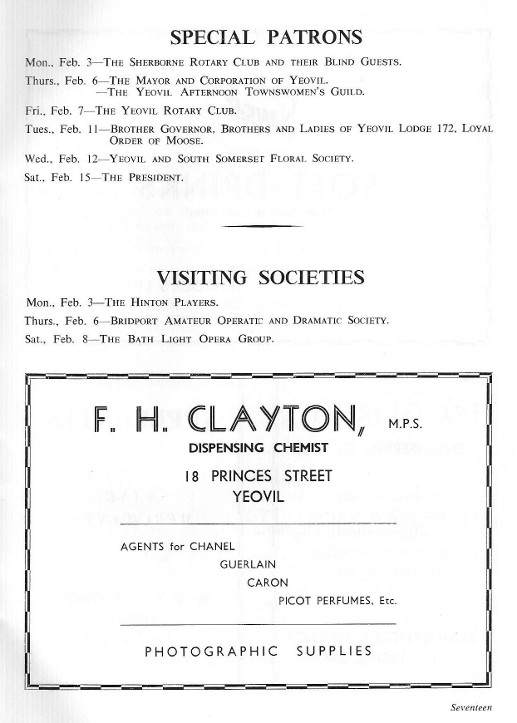 SPECIAL PATRONS
Mon., Feb. 3—The Sherborne Rotary Club and their Blind Guests.
Thurs., Feb. 6—The Mayor and Corporation of Yeovil.
—The Yeovil Afternoon Townswomen's Guild.
Fri., Feb. 7—The Yeovil Rotary Club.
Tues., Feb. 11—Brother Governor, Brothers and Ladies of Yeovil Lodge 172, Loyal
Order of Moose.
Wed., Feb. 12—Yeovil and South Somerset Floral Society.
Sat., Feb. 15—The President.
VISITING SOCIETIES
Mon., Feb. 3—The Hinton Players.
Thurs., Feb. 6—Bridport Amateur Operatic and Dramatic Society.
Sat., Feb. 8—The Bath Light Opera Group.
F. H. CLAYTON, M.P.S.
DISPENSING CHEMIST
18 PRINCES STREET
YEOVIL
AGENTS for CHANEL
GUERLAIN
CARON
PICOT PERFUMES, Etc.
PHOTOGRAPHIC SUPPLIES
Seventeen